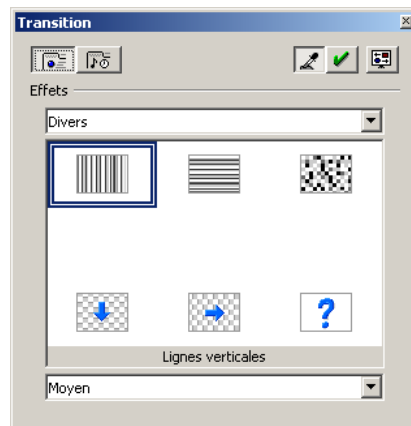 Transition
Effets
Divers
?
Lignes verticales
Moyen